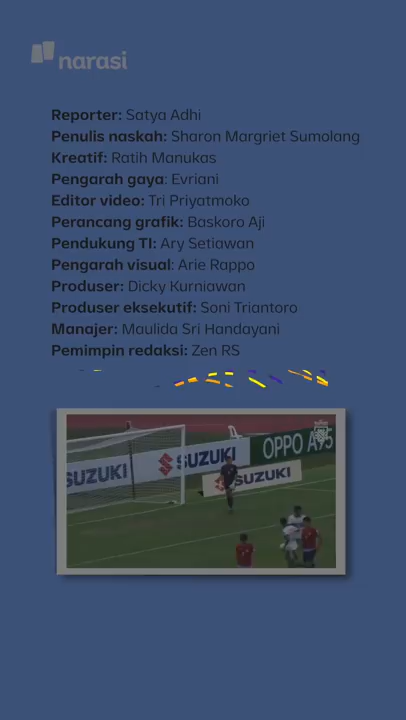 narasi
Reporter: Satya Adhi
Penulis naskah: Sharon Margriet Sumolang
Kreatif: Ratih Manukas
Pengarah gaya: Evriani
Editor video: Tri Priyatmoko
Perancang grafik: Baskoro Aji
Pendukung TI: Ary Setiawan
Pengarah visual: Arie Rappo
Produser: Dicky Kurniawan
Produser eksekutif: Soni Triantoro
Manajer: Maulida Sri Handayani
Pemimpin redaksi: Zen RS
SUZUKI
SUZUKI
OPPO A95
SUZUKI